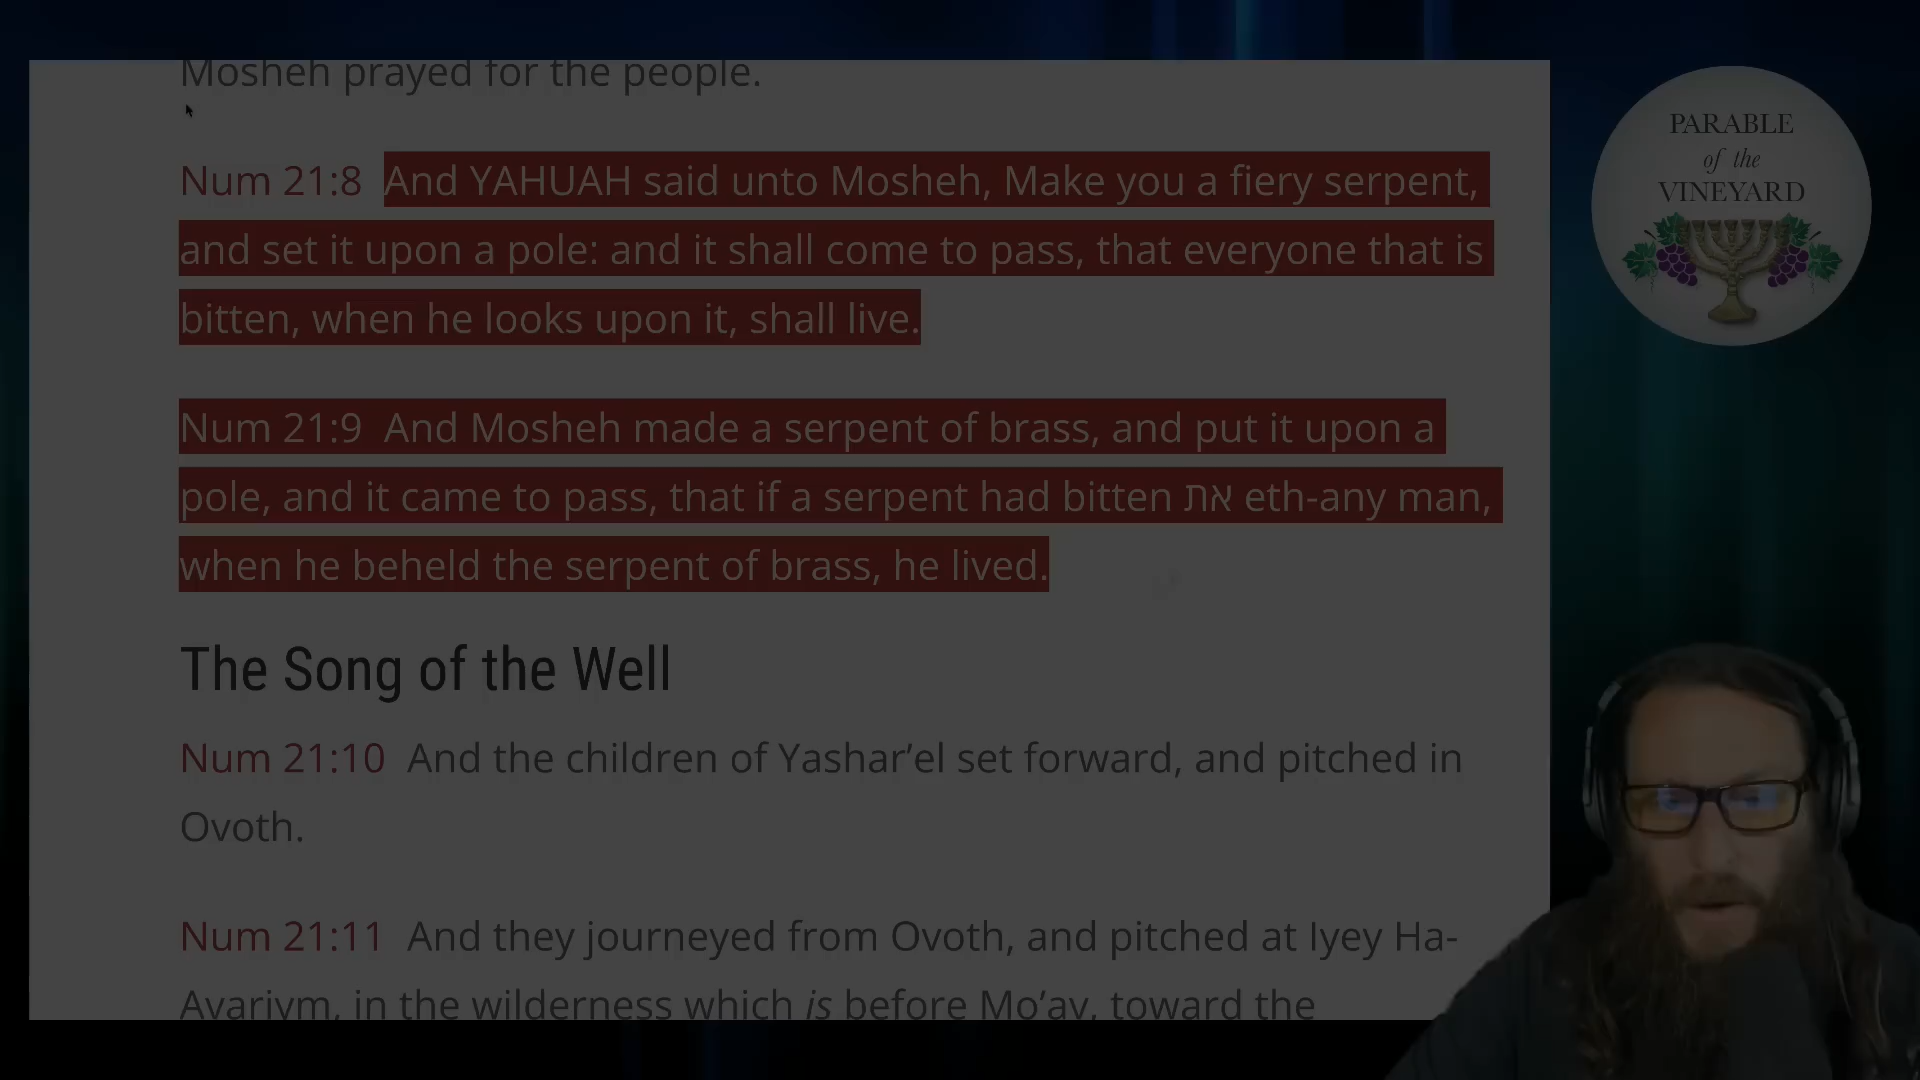 Mosheh prayed for the people.
Num 21:8 And YAHUAH said unto Mosheh, Make you a fiery serpent,
and set it upon a pole: and it shall come to pass, that everyone that is
bitten, when he looks upon it, shall live.
Num 21:9 And Mosheh made a serpent of brass, and put it upon a
pole, and it came to pass, that if a serpent had bitten את eth-any man,
when he beheld the serpent of brass, he lived.
The Song of the Well
Num 21:10 And the children of Yashar’el set forward, and pitched in
Ovoth.
Num 21:11 And they journeyed from Ovoth, and pitched at Iyey Ha-
Avariym, in the wilderness which is before Mo’av, toward the
PARABLE
of the
VINEYARD